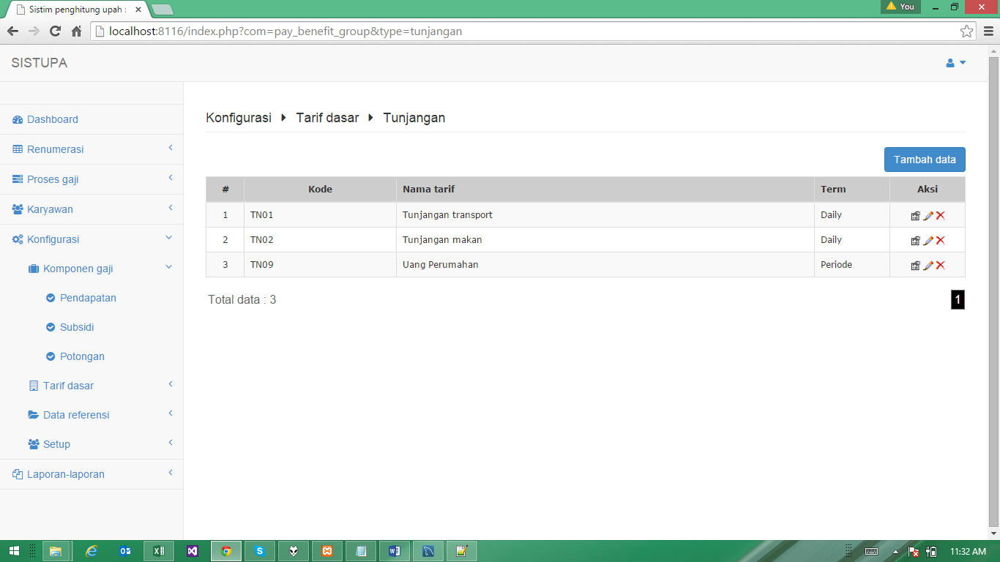 Sistim penghitung upah :
You
localhost:8116/index.php?com=pay_benefit_group&type=tunjangan
SISTUPA
Dashboard
Renumerasi
Proses gaji
Karyawan
Konfigurasi
Komponen gaji
Pendapatan
Subsidi
Potongan
Tarif dasar
Data referensi
Setup
Laporan-laporan
Konfigurasi Tarif dasar Tunjangan
Tambah data
# Kode Nama tarif Term Aksi
1 TN01 Tunjangan transport Daily
2 TN02 Tunjangan makan Daily
3 TN09 Uang Perumahan Periode
Total data : 3
1
11:32 AM